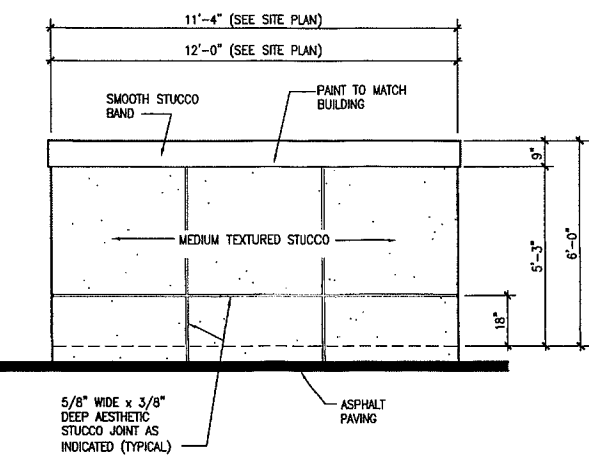 11'-4" (SEE SITE PLAN)
12'-0" (SEE SITE PLAN)
SMOOTH STUCCO
BAND
PAINT TO MATCH
BUILDING
9"
MEDIUM TEXTURED STUCCO
5'-3"
6'-0"
18"
5/8" WIDE x 3/8"
DEEP AESTHETIC
STUCCO JOINT AS
INDICATED (TYPICAL)
ASPHALT
PAVING